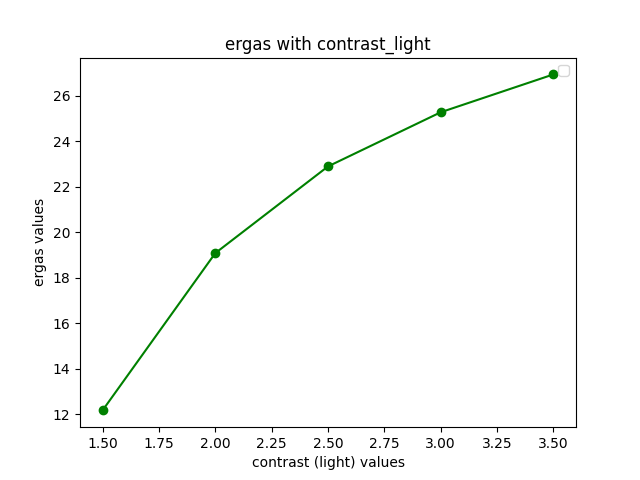 ergas with contrast_light
ergas values
26
24
22
20
18
16
14
12
1.50 1.75 2.00 2.25 2.50 2.75 3.00 3.25 3.50
contrast (light) values